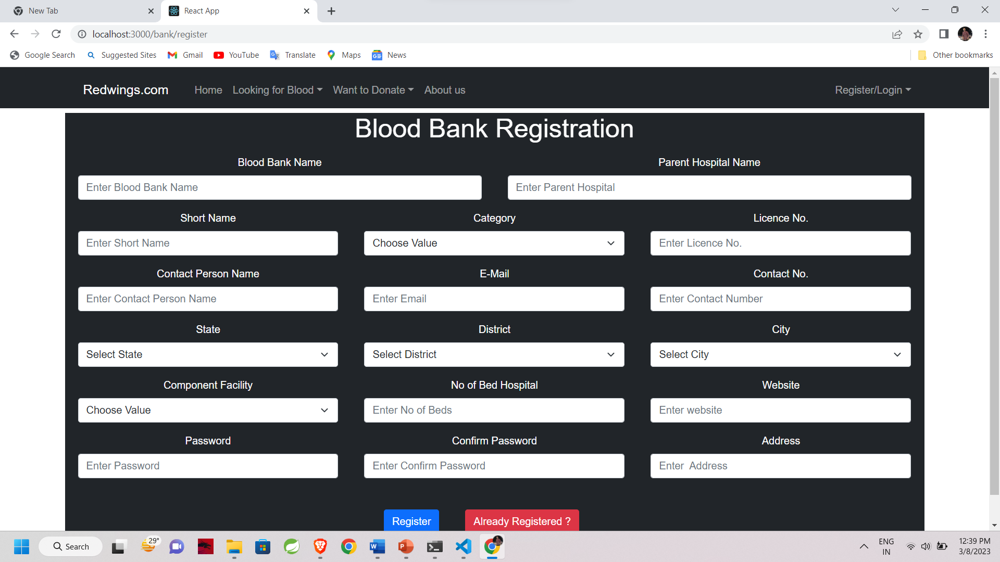 New Tab
React App
localhost:3000/bank/register
Google Search Suggested Sites Gmail YouTube Translate Maps News Other bookmarks
Redwings.com Home Looking for Blood Want to Donate About us Register/Login
Blood Bank Registration
Blood Bank Name Parent Hospital Name
Enter Blood Bank Name Enter Parent Hospital
Short Name Category Licence No.
Enter Short Name Choose Value Enter Licence No.
Contact Person Name E-Mail Contact No.
Enter Contact Person Name Enter Email Enter Contact Number
State District City
Select State Select District Select City
Component Facility No of Bed Hospital Website
Choose Value Enter No of Beds Enter website
Password Confirm Password Address
Enter Password Enter Confirm Password Enter  Address
Register Already Registered ?
Search 29° ENG 12:39 PM
IN 3/8/2023